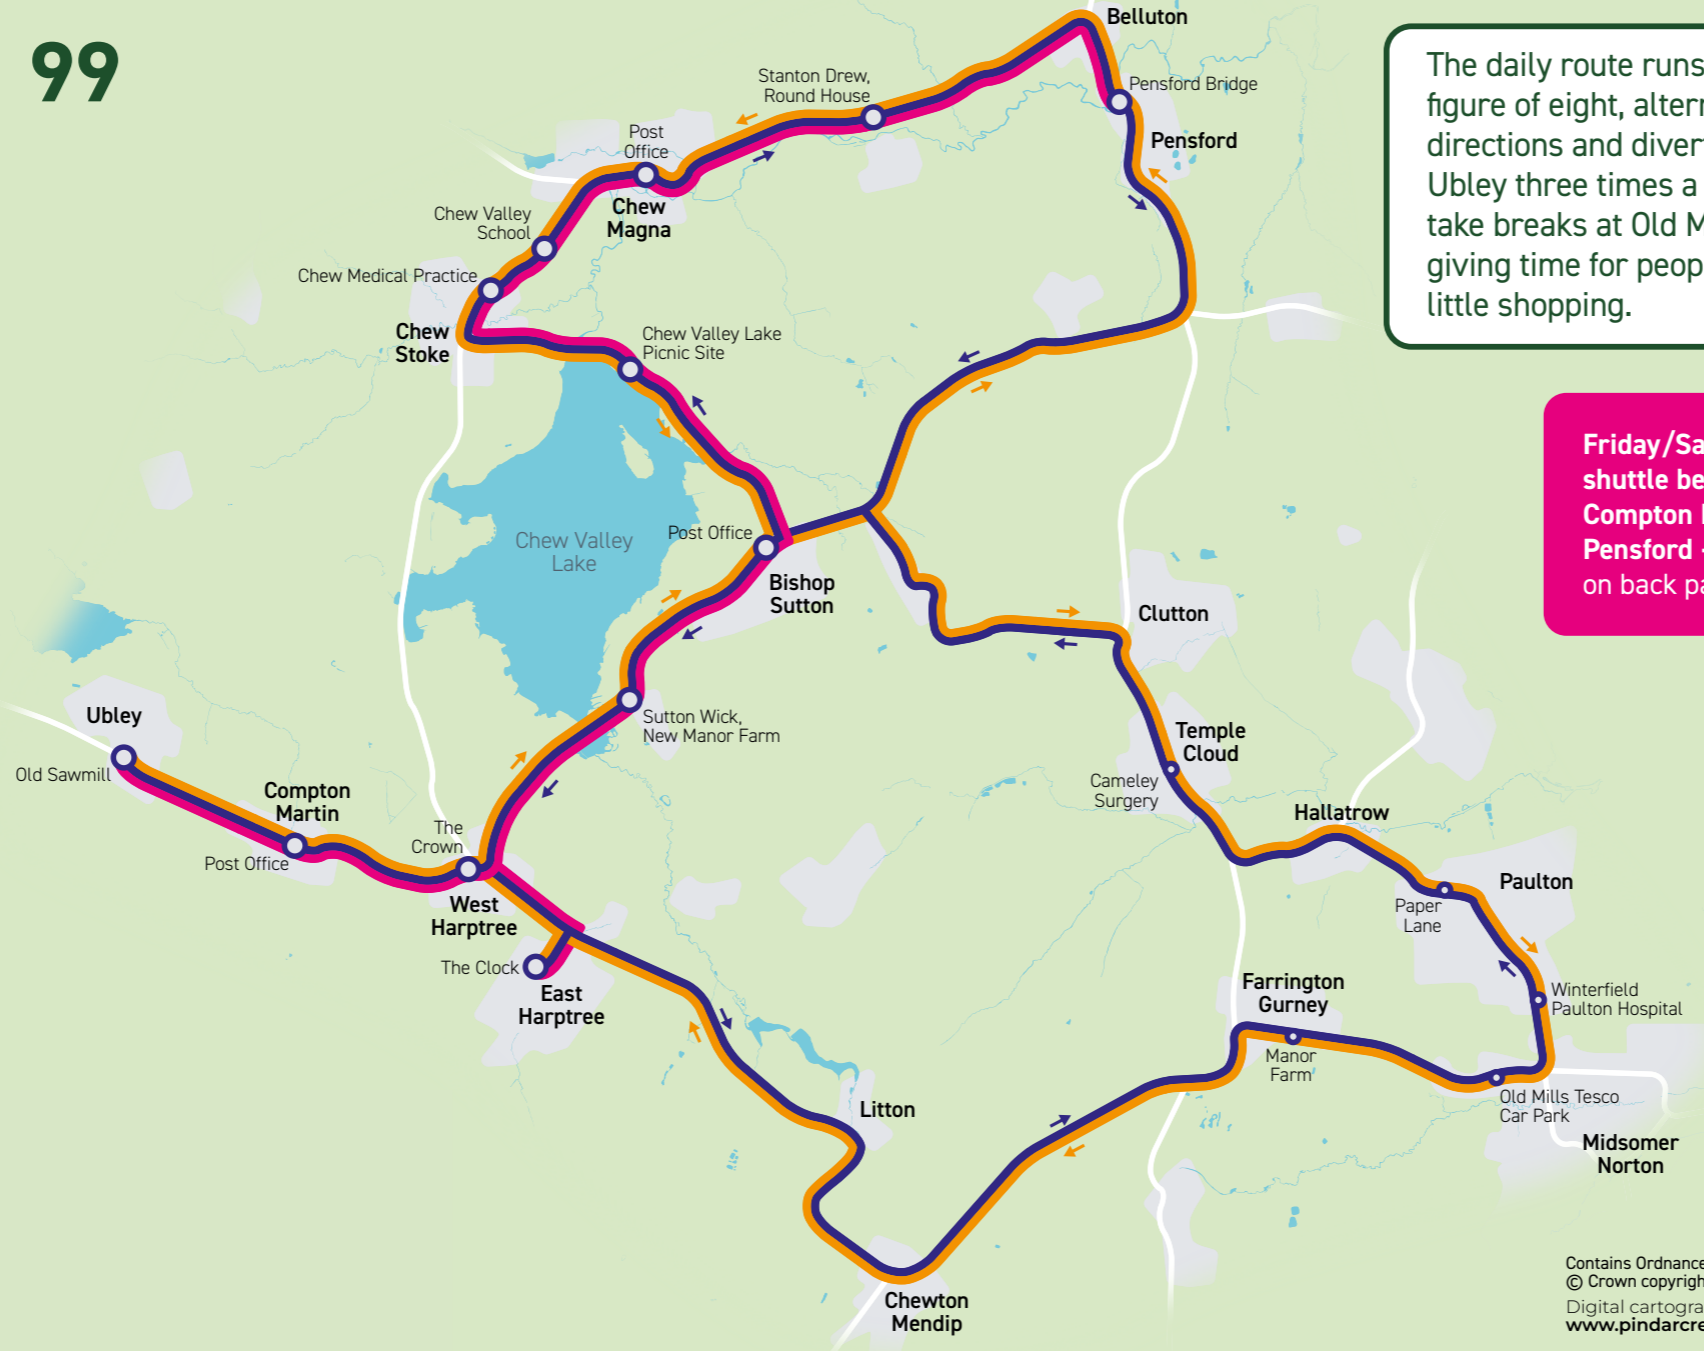 99
Belluton
Stanton Drew,
Round House
Pensford Bridge
Pensford
Post
Office
Chew
Magna
Chew Valley
School
Chew Medical Practice
Chew
Stoke
Chew Valley Lake
Picnic Site
Chew Valley
Lake
Post Office
Bishop
Sutton
Clutton
Sutton Wick,
New Manor Farm
Temple
Cloud
Cameley
Surgery
Ubley
Old Sawmill
Compton
Martin
Post Office
The
Crown
West
Harptree
The Clock
East
Harptree
Hallatrow
Paulton
Paper
Lane
Winterfield
Paulton Hospital
Farrington
Gurney
Manor
Farm
Old Mills Tesco
Car Park
Midsomer
Norton
Litton
Chewton
Mendip
The daily route runs
figure of eight, altern
directions and diver
Ubley three times a
take breaks at Old M
giving time for peop
little shopping.
Friday/Sa
shuttle be
Compton
Pensford
on back pa
Contains Ordnance
© Crown copyrigh
Digital cartogra
www.pindarcre